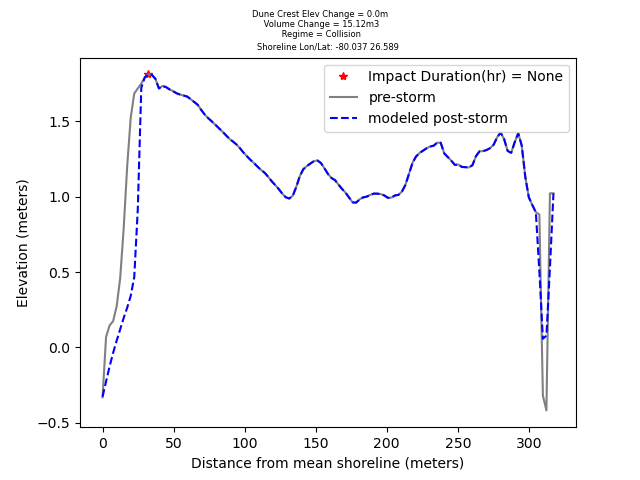 Dune Crest Elev Change = 0.0m
Volume Change = 15.12m3
Regime = Collision
Shoreline Lon/Lat: -80.037 26.589
Impact Duration(hr) = None
pre-storm
modeled post-storm
Elevation (meters)
1.5
1.0
0.5
0.0
−0.5
0 50 100 150 200 250 300
Distance from mean shoreline (meters)